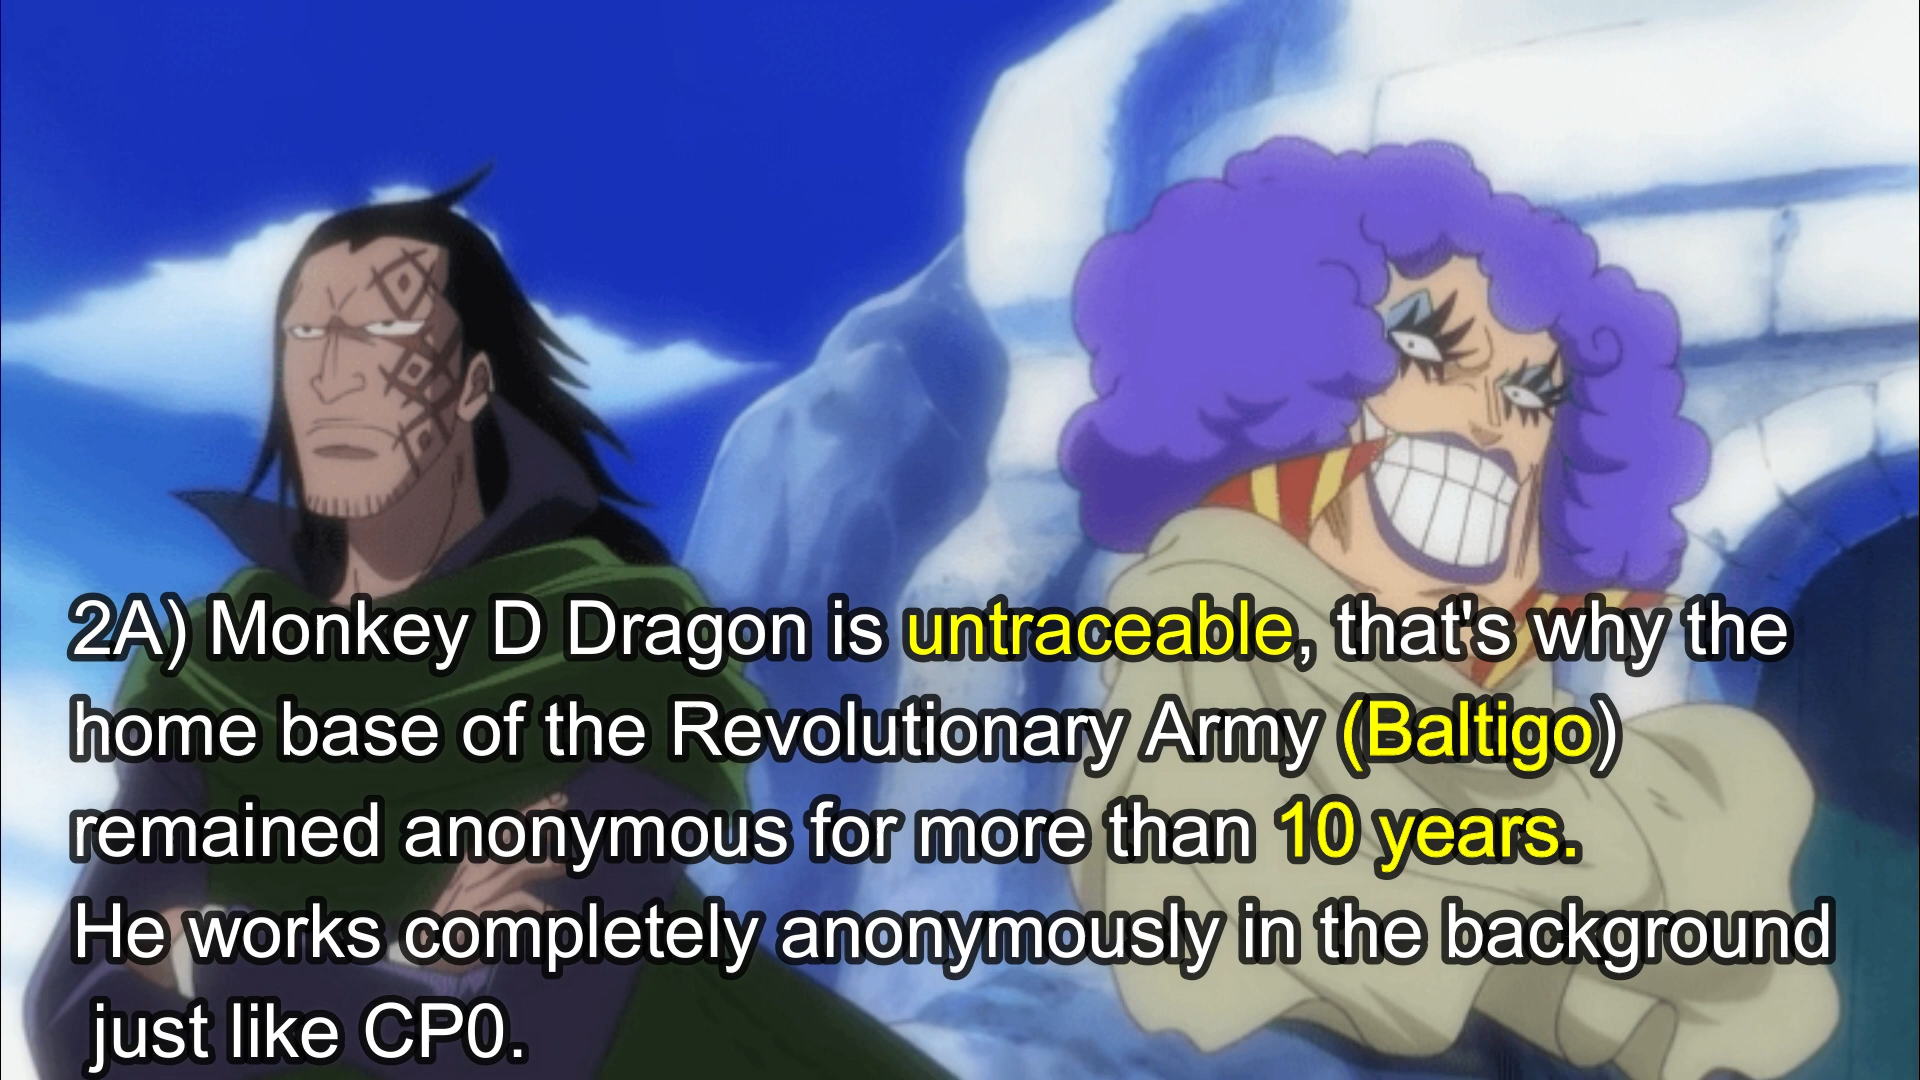 2A) Monkey D Dragon is untraceable, that's why the
home base of the Revolutionary Army (Baltigo)
remained anonymous for more than 10 years.
He works completely anonymously in the background
just like CP0.